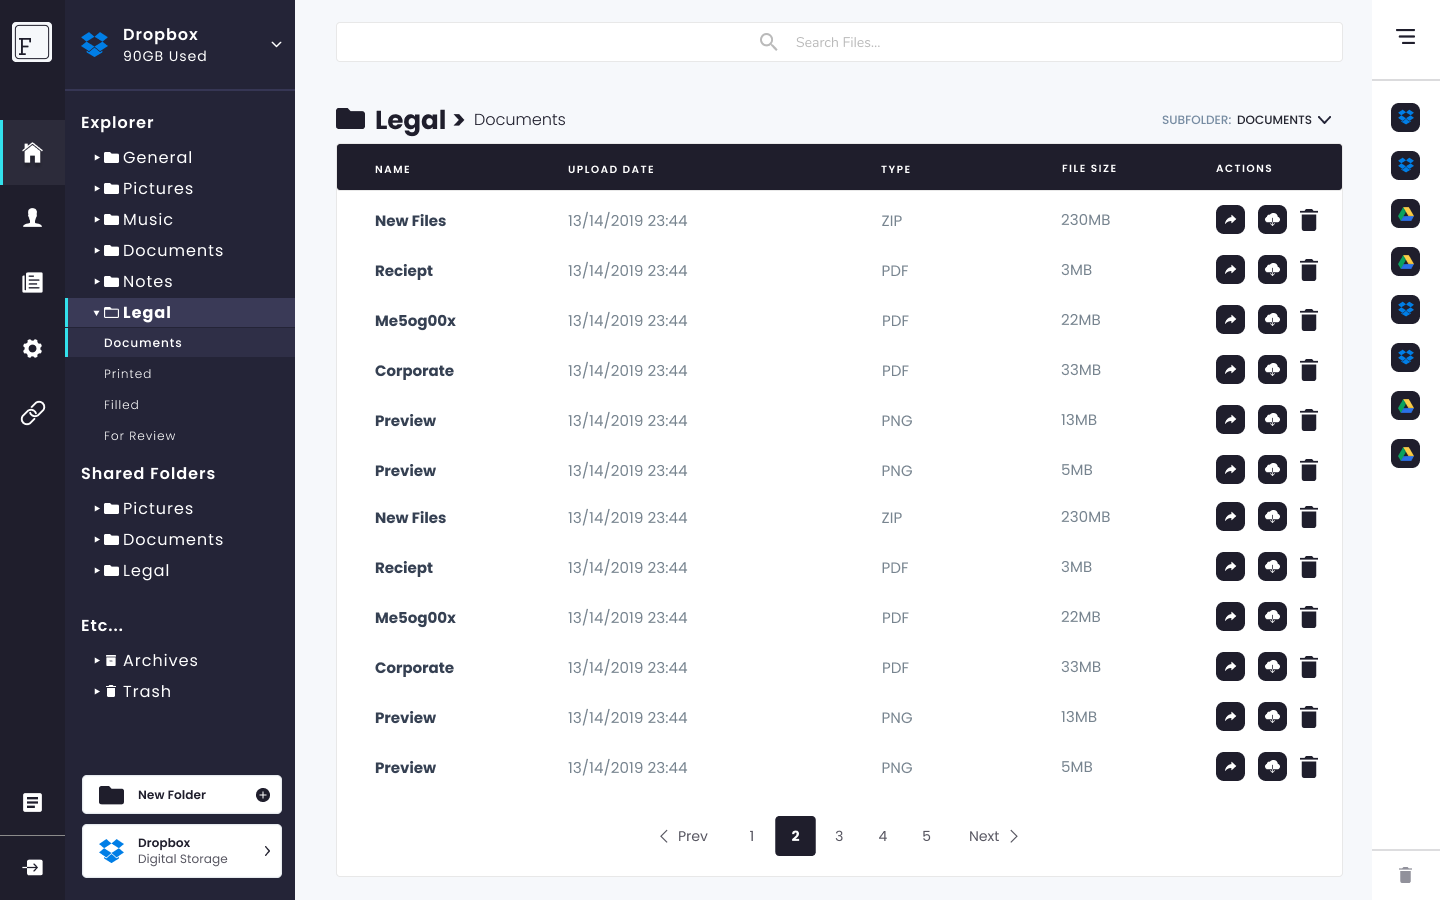 F
Dropbox
90GB Used
Explorer
General
Pictures
Music
Documents
Notes
Legal
Documents
Printed
Filled
For Review
Shared Folders
Pictures
Documents
Legal
Etc...
Archives
Trash
New Folder
Dropbox
Digital Storage
Search Files...
Legal > Documents
SUBFOLDER: DOCUMENTS
NAME UPLOAD DATE TYPE FILE SIZE ACTIONS
New Files 13/14/2019 23:44 ZIP 230MB
Reciept 13/14/2019 23:44 PDF 3MB
Me5og00x 13/14/2019 23:44 PDF 22MB
Corporate 13/14/2019 23:44 PDF 33MB
Preview 13/14/2019 23:44 PNG 13MB
Preview 13/14/2019 23:44 PNG 5MB
New Files 13/14/2019 23:44 ZIP 230MB
Reciept 13/14/2019 23:44 PDF 3MB
Me5og00x 13/14/2019 23:44 PDF 22MB
Corporate 13/14/2019 23:44 PDF 33MB
Preview 13/14/2019 23:44 PNG 13MB
Preview 13/14/2019 23:44 PNG 5MB
Prev 1 2 3 4 5 Next